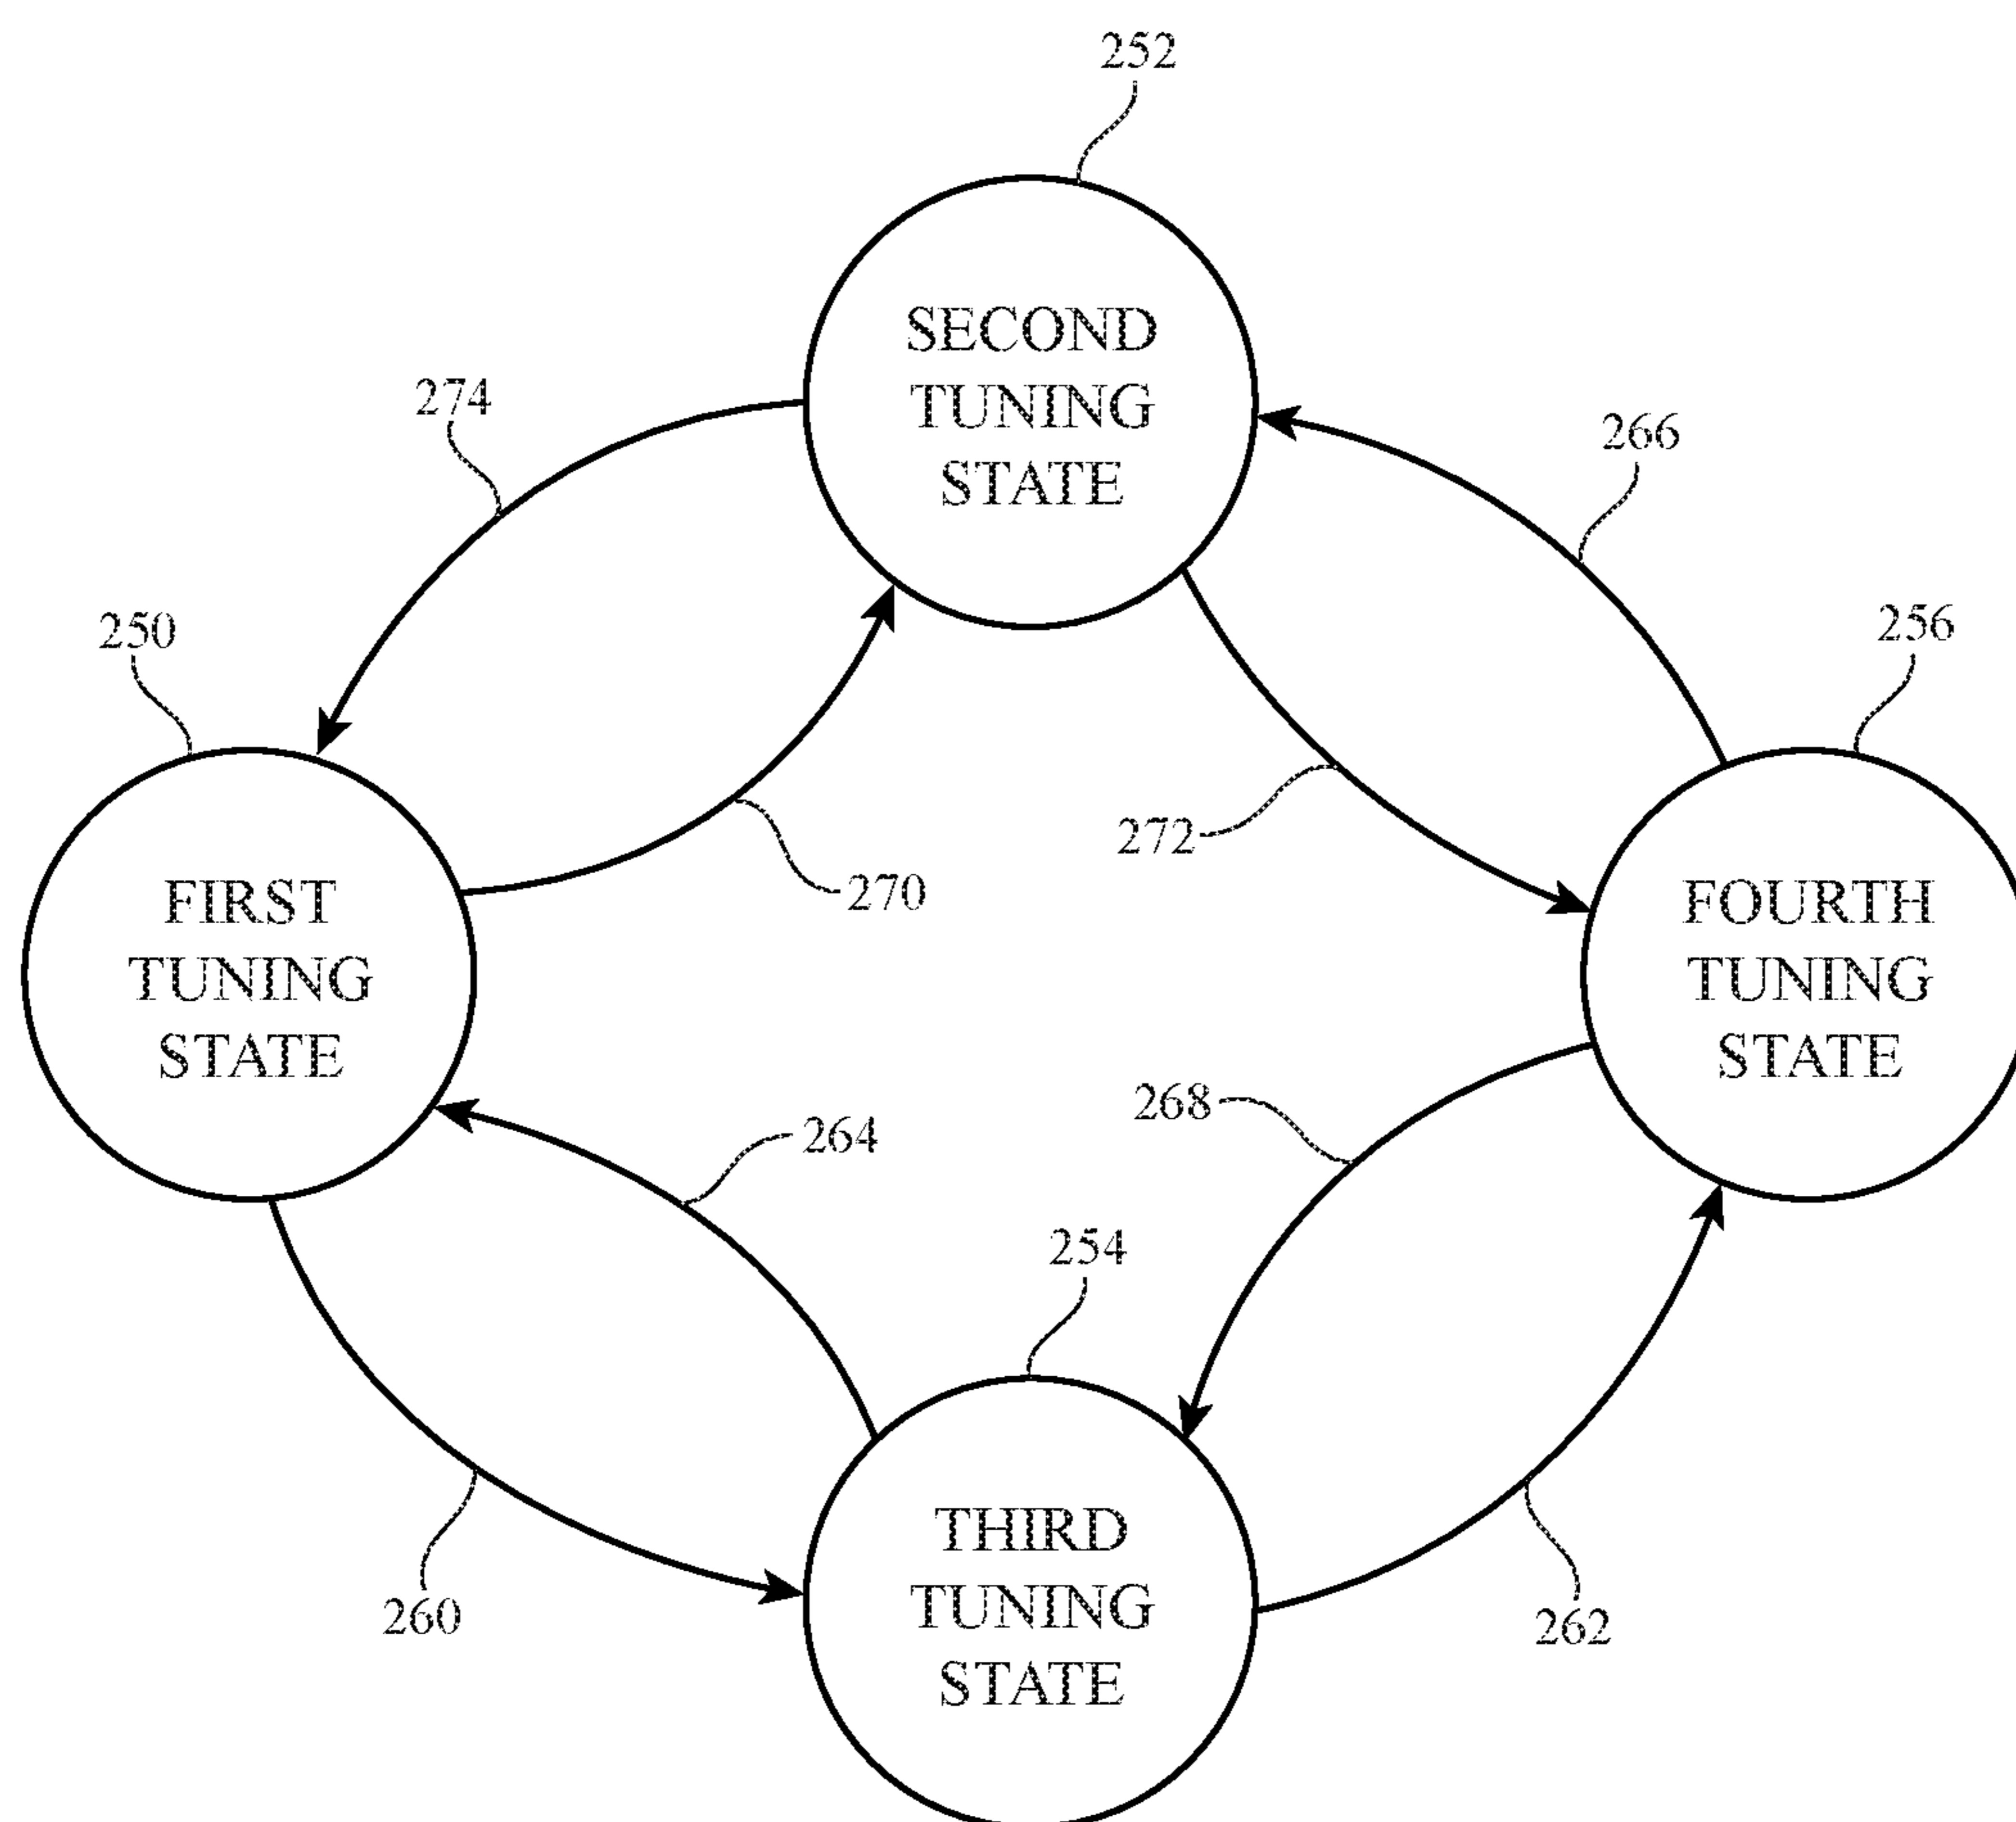 252
SECOND
TUNING
STATE
274
266
250
256
272
270
FIRST
TUNING
STATE
FOURTH
TUNING
STATE
268
264
254
THIRD
TUNING
STATE
260
262